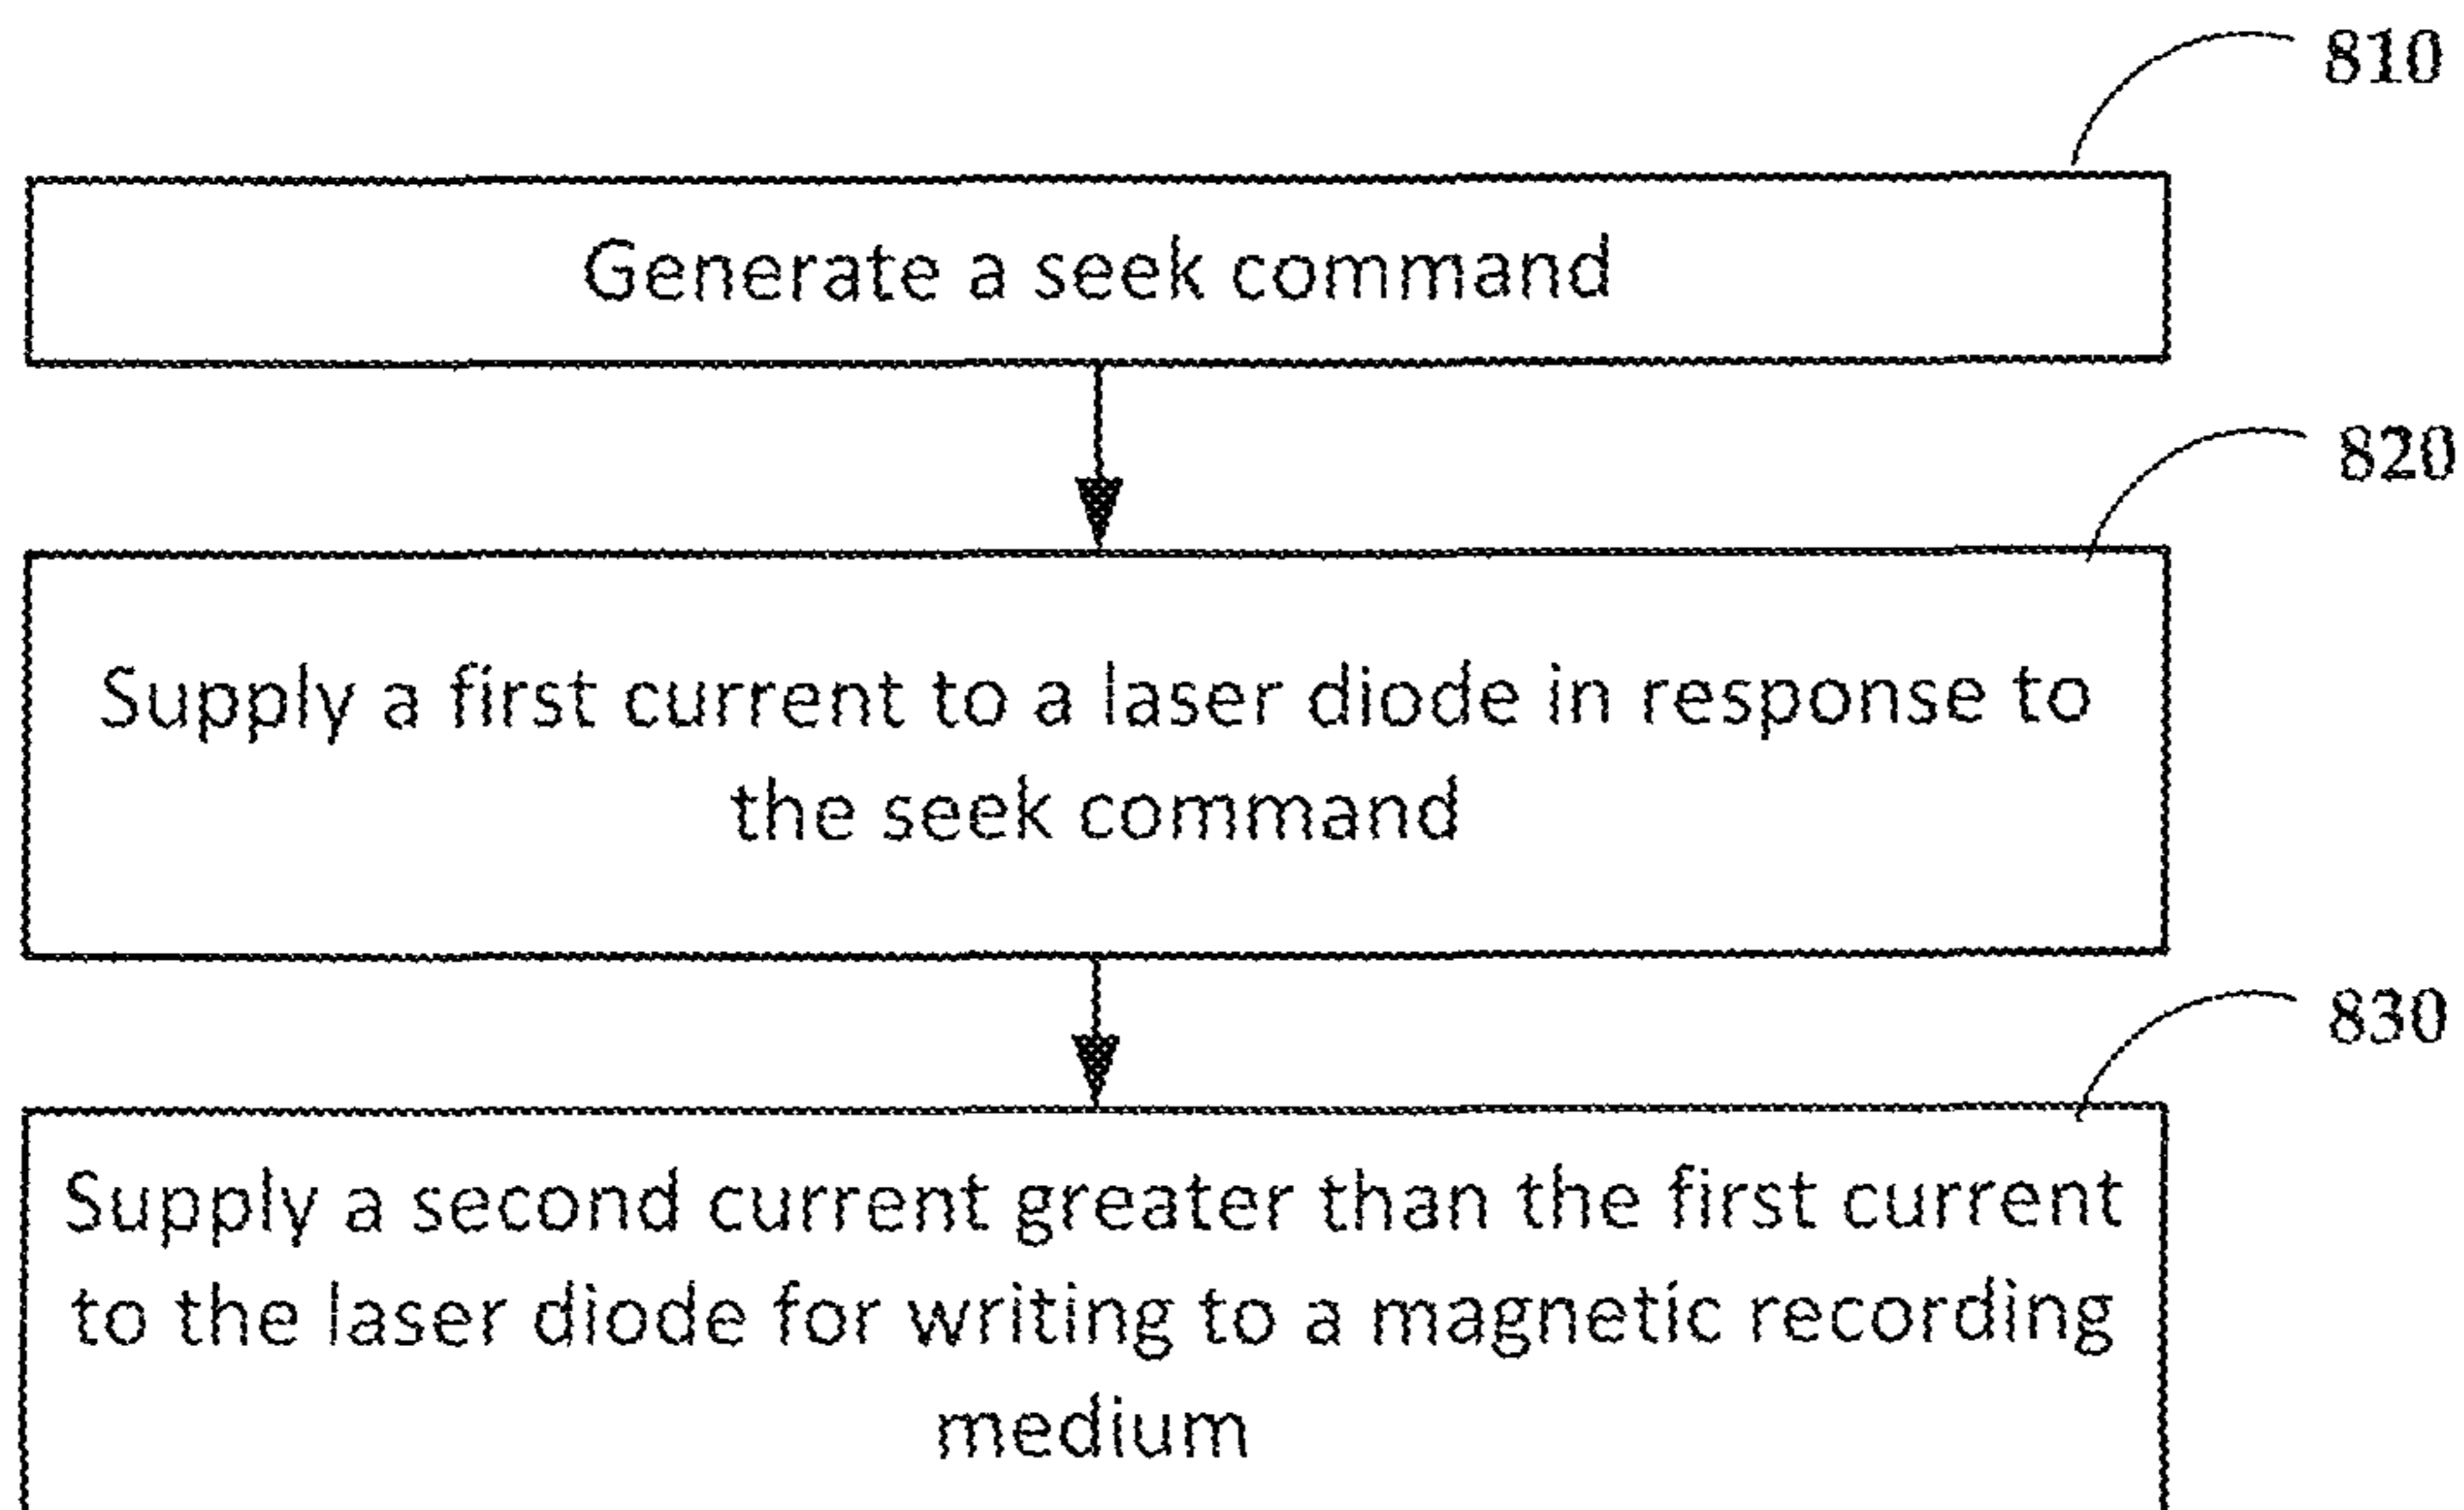 810
Generate a seek command
820
Supply a first current to a laser diode in response to
the seek command
830
Supply a second current greater than the first current
to the laser diode for writing to a magnetic recording
medium